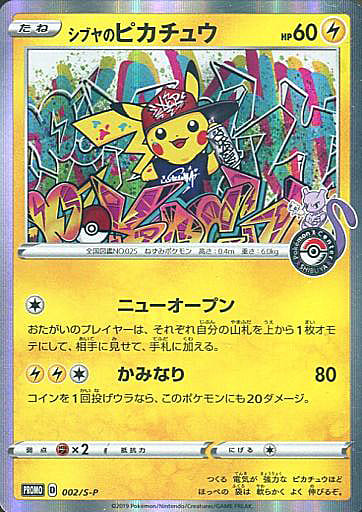 たね
シブヤのピカチュウ HP60
Pokémon Center
SHIBUYA
全国図鑑NO.025 ねずみポケモン 高さ:0.4m 重さ:6.0kg
ニューオープン
おたがいのプレイヤーは、それぞれ自分の山札を上から1枚オモ
テにして、相手に見せて、手札に加える。
かみなり 80
コインを1回投げウラなら、このポケモンにも20ダメージ。
弱点 ×2 抵抗力 にげる
PROMO D 002/S-P
つくる 電気が 強力な ピカチュウほど
ほっぺの 袋は 軟らかく よく 伸びるぞ。
©2019 Pokémon/Nintendo/Creatures/GAME FREAK.